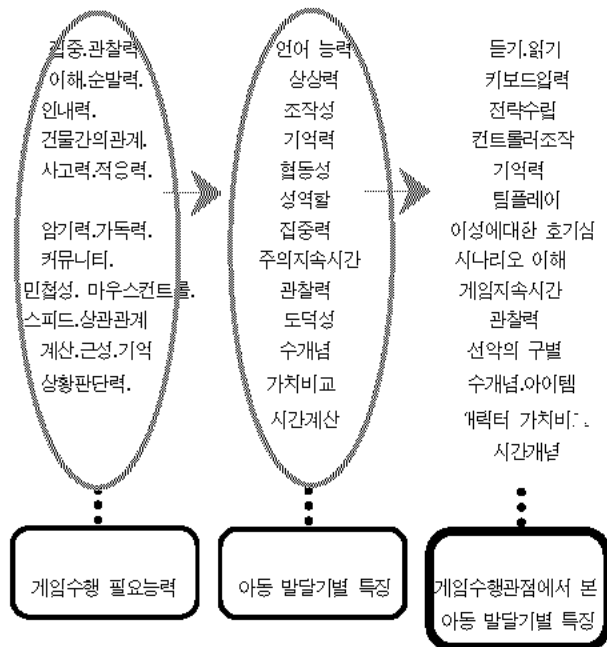 집중.관찰력
이해.순발력.
인내력.
건물간의관계.
사고력.적응력.
암기력.가독력.
커뮤니티.
민첩성. 마우스컨트롤.
스피드.상관관계
계산.근성.기억
상황판단력.
게임수행 필요능력
언어 능력
상상력
조작성
기억력
협동성
성역할
집중력
주의지속시간
관찰력
도덕성
수개념
가치비교
시간계산
아동 발달기별 특징
듣기.읽기
키보드입력
전략수립
컨트롤러조작
기억력
팀플레이
이성에대한 호기심
시나리오 이해
게임지속시간
관찰력
선악의 구별
수개념.아이템
캐릭터 가치비교
시간개념
게임수행관점에서 본
아동 발달기별 특징